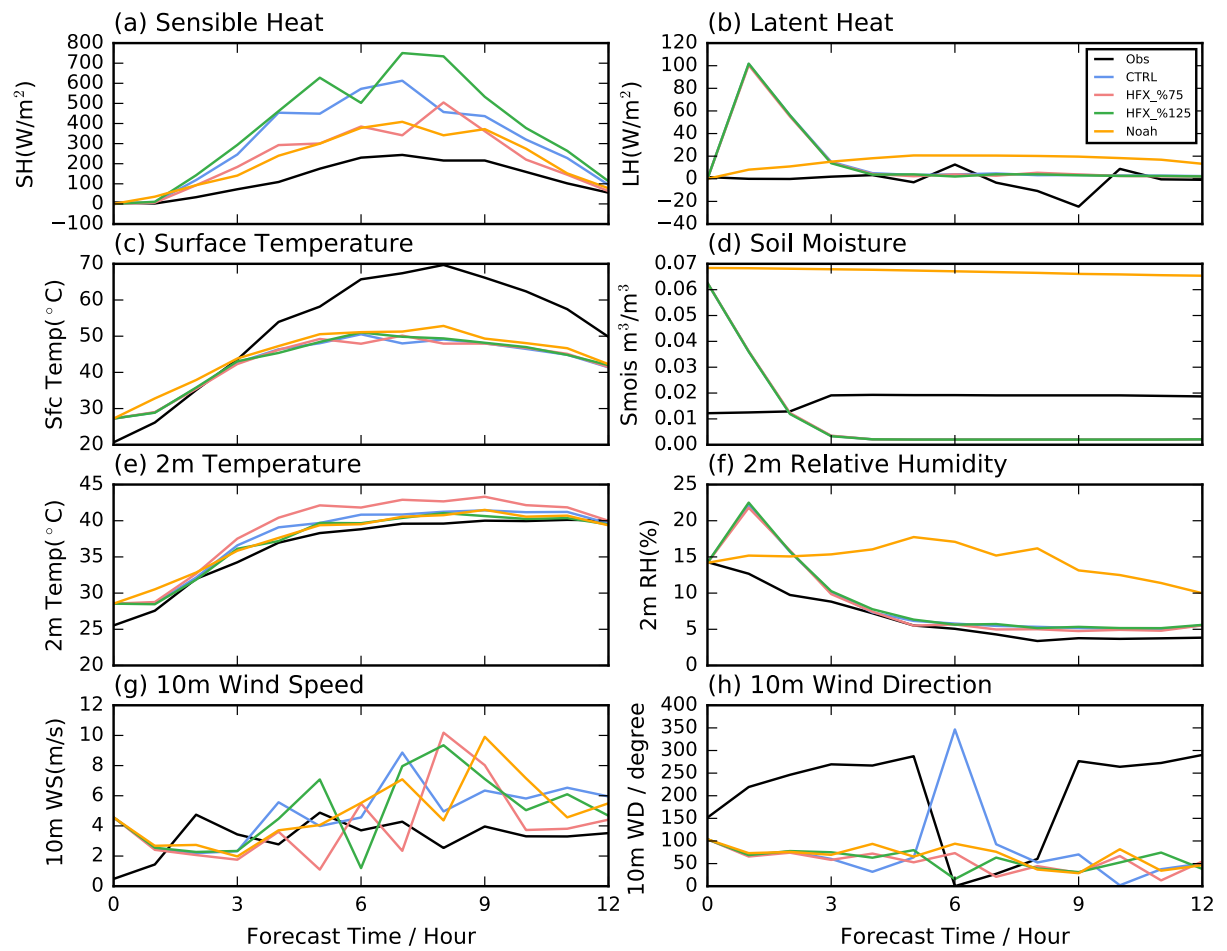 (a) Sensible Heat
800
700
600
500
400
300
200
100
0
−100
SH(W/m²)
(b) Latent Heat
120
100
80
60
40
20
0
−20
−40
LH(W/m²)
Obs
CTRL
HFX_%75
HFX_%125
Noah
(c) Surface Temperature
70
60
50
40
30
20
Sfc Temp(°C)
(d) Soil Moisture
0.07
0.06
0.05
0.04
0.03
0.02
0.01
0.00
Smois m³/m³
(e) 2m Temperature
45
40
35
30
25
20
2m Temp(°C)
(f) 2m Relative Humidity
25
20
15
10
5
0
2m RH(%)
(g) 10m Wind Speed
12
10
8
6
4
2
0
10m WS(m/s)
0 3 6 9 12
Forecast Time / Hour
(h) 10m Wind Direction
400
350
300
250
200
150
100
50
0
10m WD / degree
0 3 6 9 12
Forecast Time / Hour